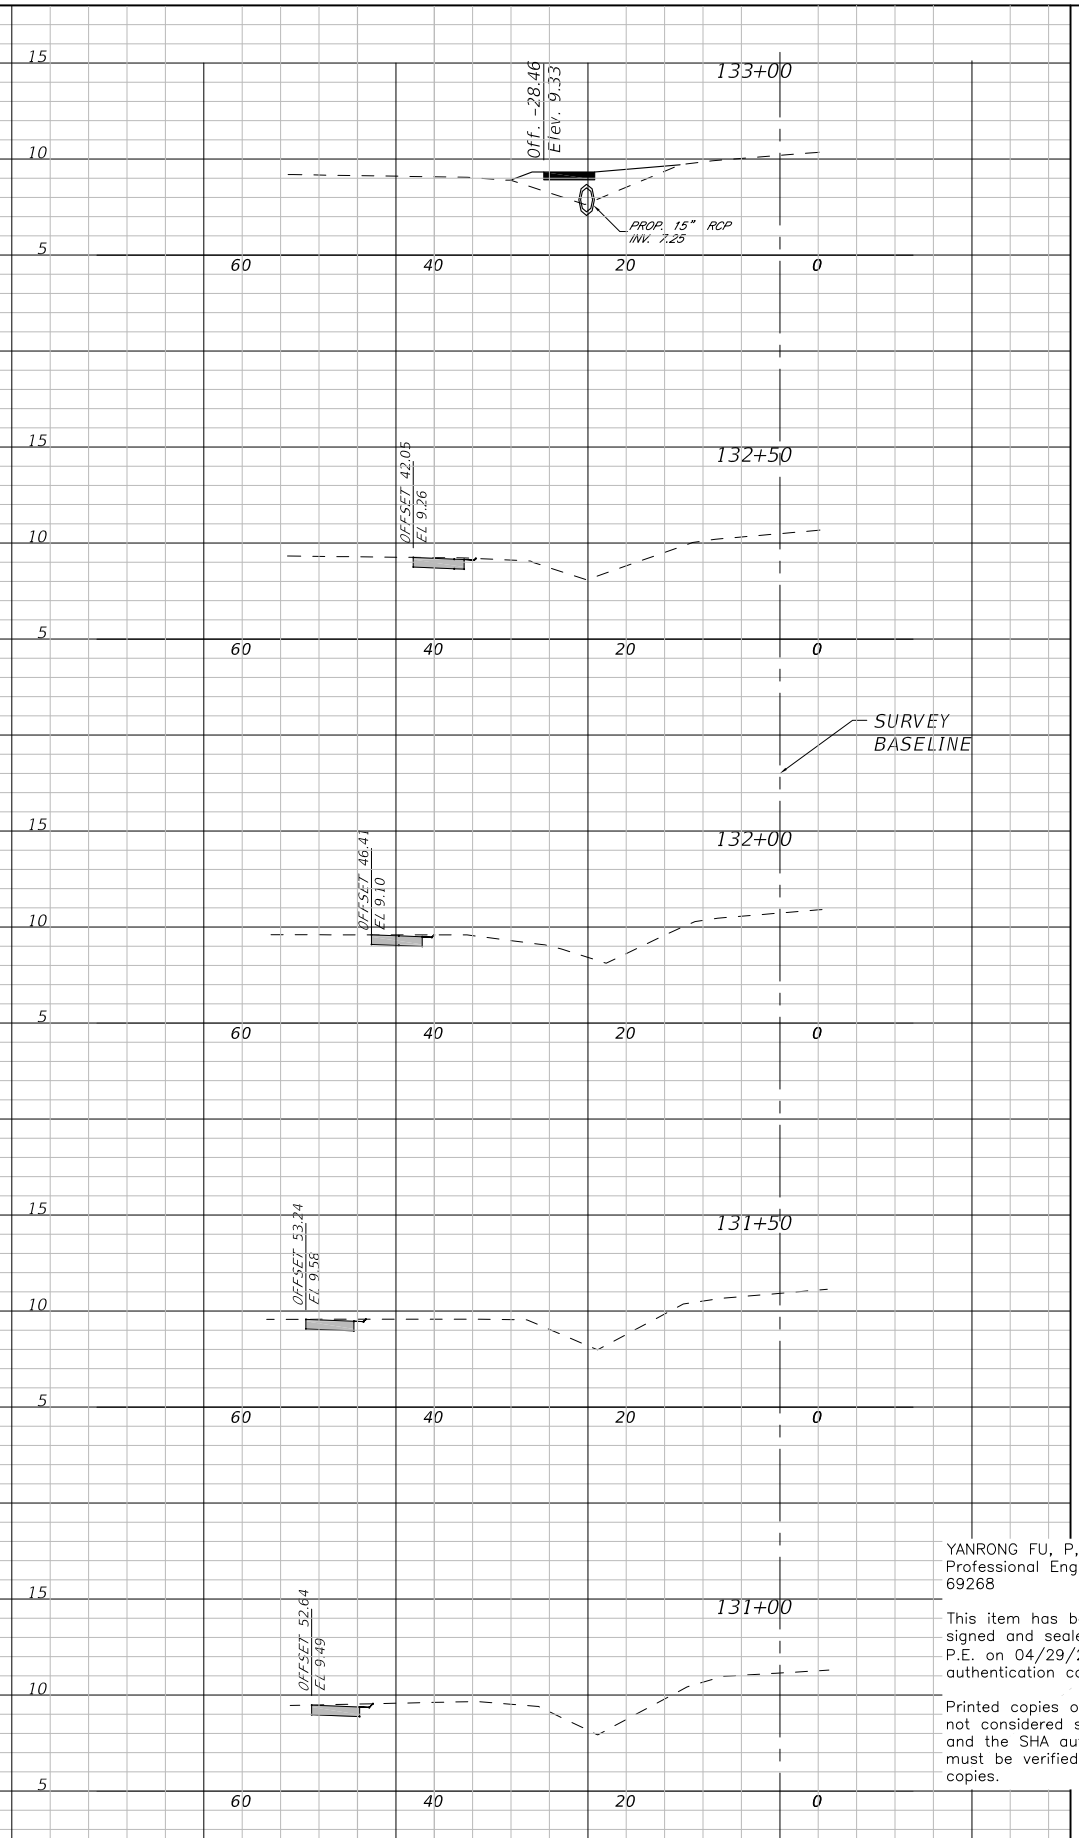 15
133+00
Off. -28.46
Elev. 9.33
10
PROP. 15" RCP
INV. 7.25
5
60 40 20 0
15
132+50
OFFSET 42.05
EL 9.26
10
5
60 40 20 0
SURVEY
BASELINE
15
132+00
OFFSET 46.41
EL 9.10
10
5
60 40 20 0
15
131+50
OFFSET 53.24
EL 9.58
10
5
60 40 20 0
15
131+00
OFFSET 52.64
EL 9.49
10
5
60 40 20 0
YANRONG FU, P.
Professional Eng
69268
This item has b
signed and seale
P.E. on 04/29/2
authentication co
Printed copies o
not considered s
and the SHA au
must be verified
copies.